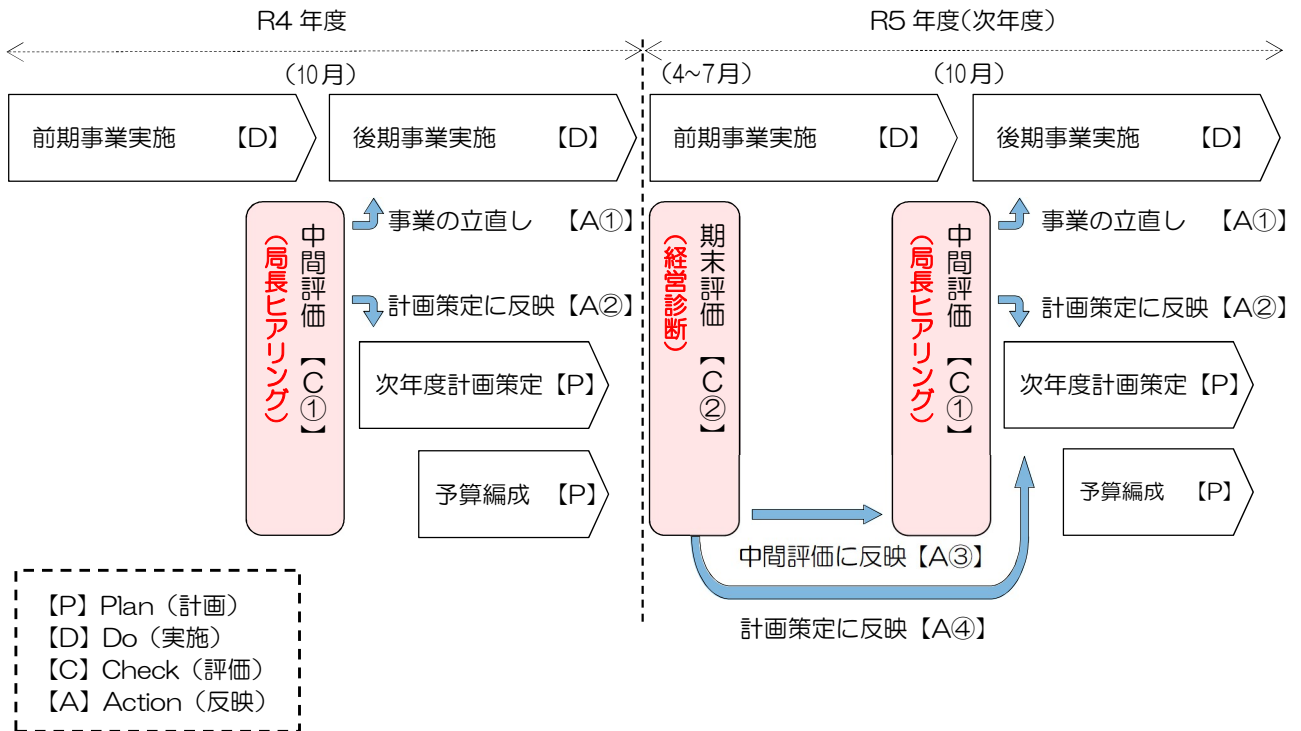 R4 年度
R5 年度(次年度)
(10月)
(4~7月)
(10月)
前期事業実施 【D】
後期事業実施 【D】
前期事業実施 【D】
後期事業実施 【D】
中間評価 【C①】
(局長ヒアリング)
事業の立直し 【A①】
計画策定に反映【A②】
次年度計画策定【P】
予算編成 【P】
期末評価 【C②】
(経営診断)
中間評価 【C①】
(局長ヒアリング)
事業の立直し 【A①】
計画策定に反映【A②】
次年度計画策定【P】
予算編成 【P】
中間評価に反映【A③】
計画策定に反映【A④】
【P】Plan(計画)
【D】Do(実施)
【C】Check(評価)
【A】Action(反映)